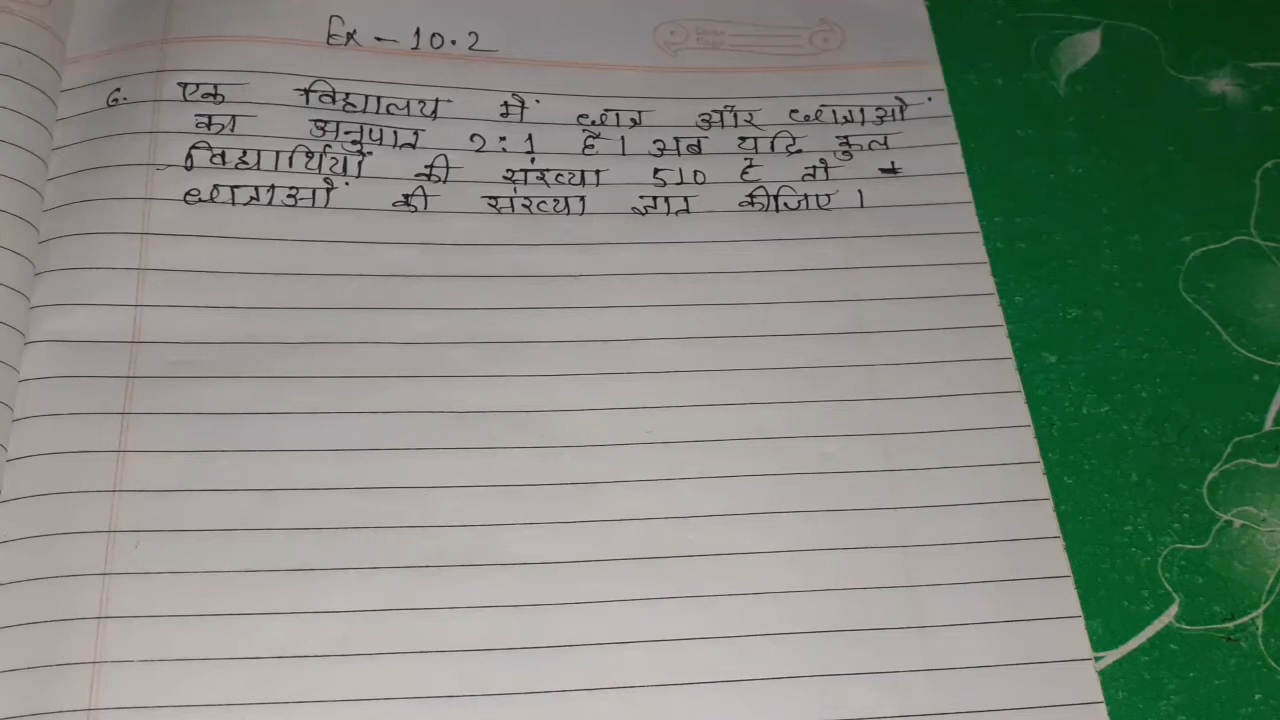 Ex - 10.2
6. एक विद्यालय में छात्र और छात्राओं
का अनुपात 2:1 है। अब यदि कुल
विद्यार्थियों की संख्या 510 है तो
छात्राओं की संख्या ज्ञात कीजिए।